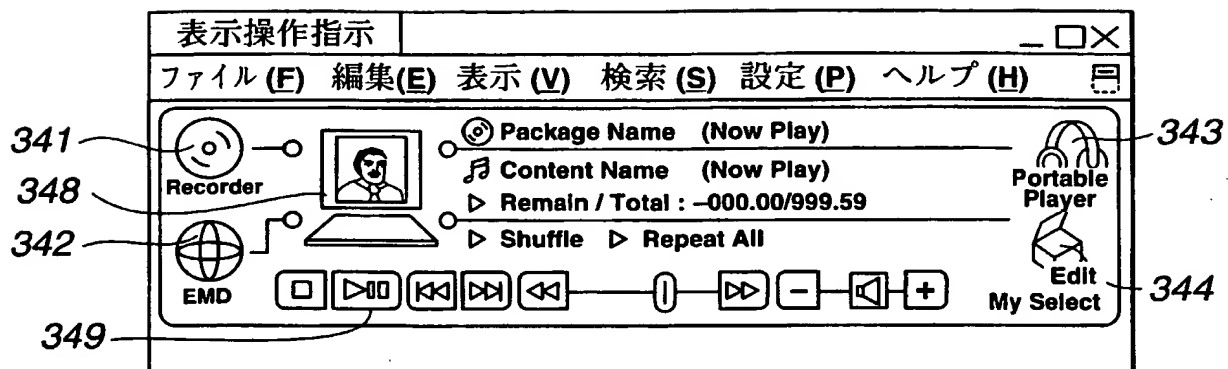 表示操作指示
ファイル (F) 編集(E) 表示 (V) 検索 (S) 設定 (P) ヘルプ (H)
341
Recorder
348
342
EMD
349
Package Name (Now Play)
Content Name (Now Play)
Remain / Total : –000.00/999.59
Shuffle Repeat All
343
Portable
Player
Edit
344
My Select